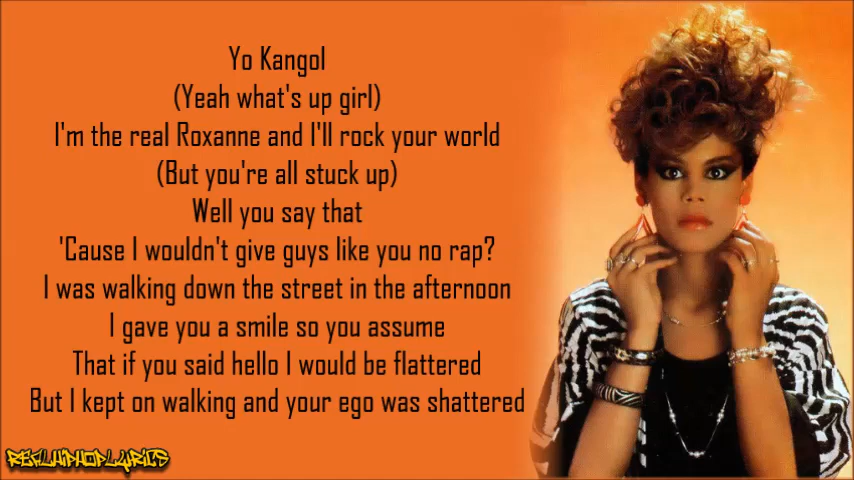 Yo Kangol
(Yeah what's up girl)
I'm the real Roxanne and I'll rock your world
(But you're all stuck up)
Well you say that
'Cause I wouldn't give guys like you no rap?
I was walking down the street in the afternoon
I gave you a smile so you assume
That if you said hello I would be flattered
But I kept on walking and your ego was shattered
REALHIPHOPLYRICS